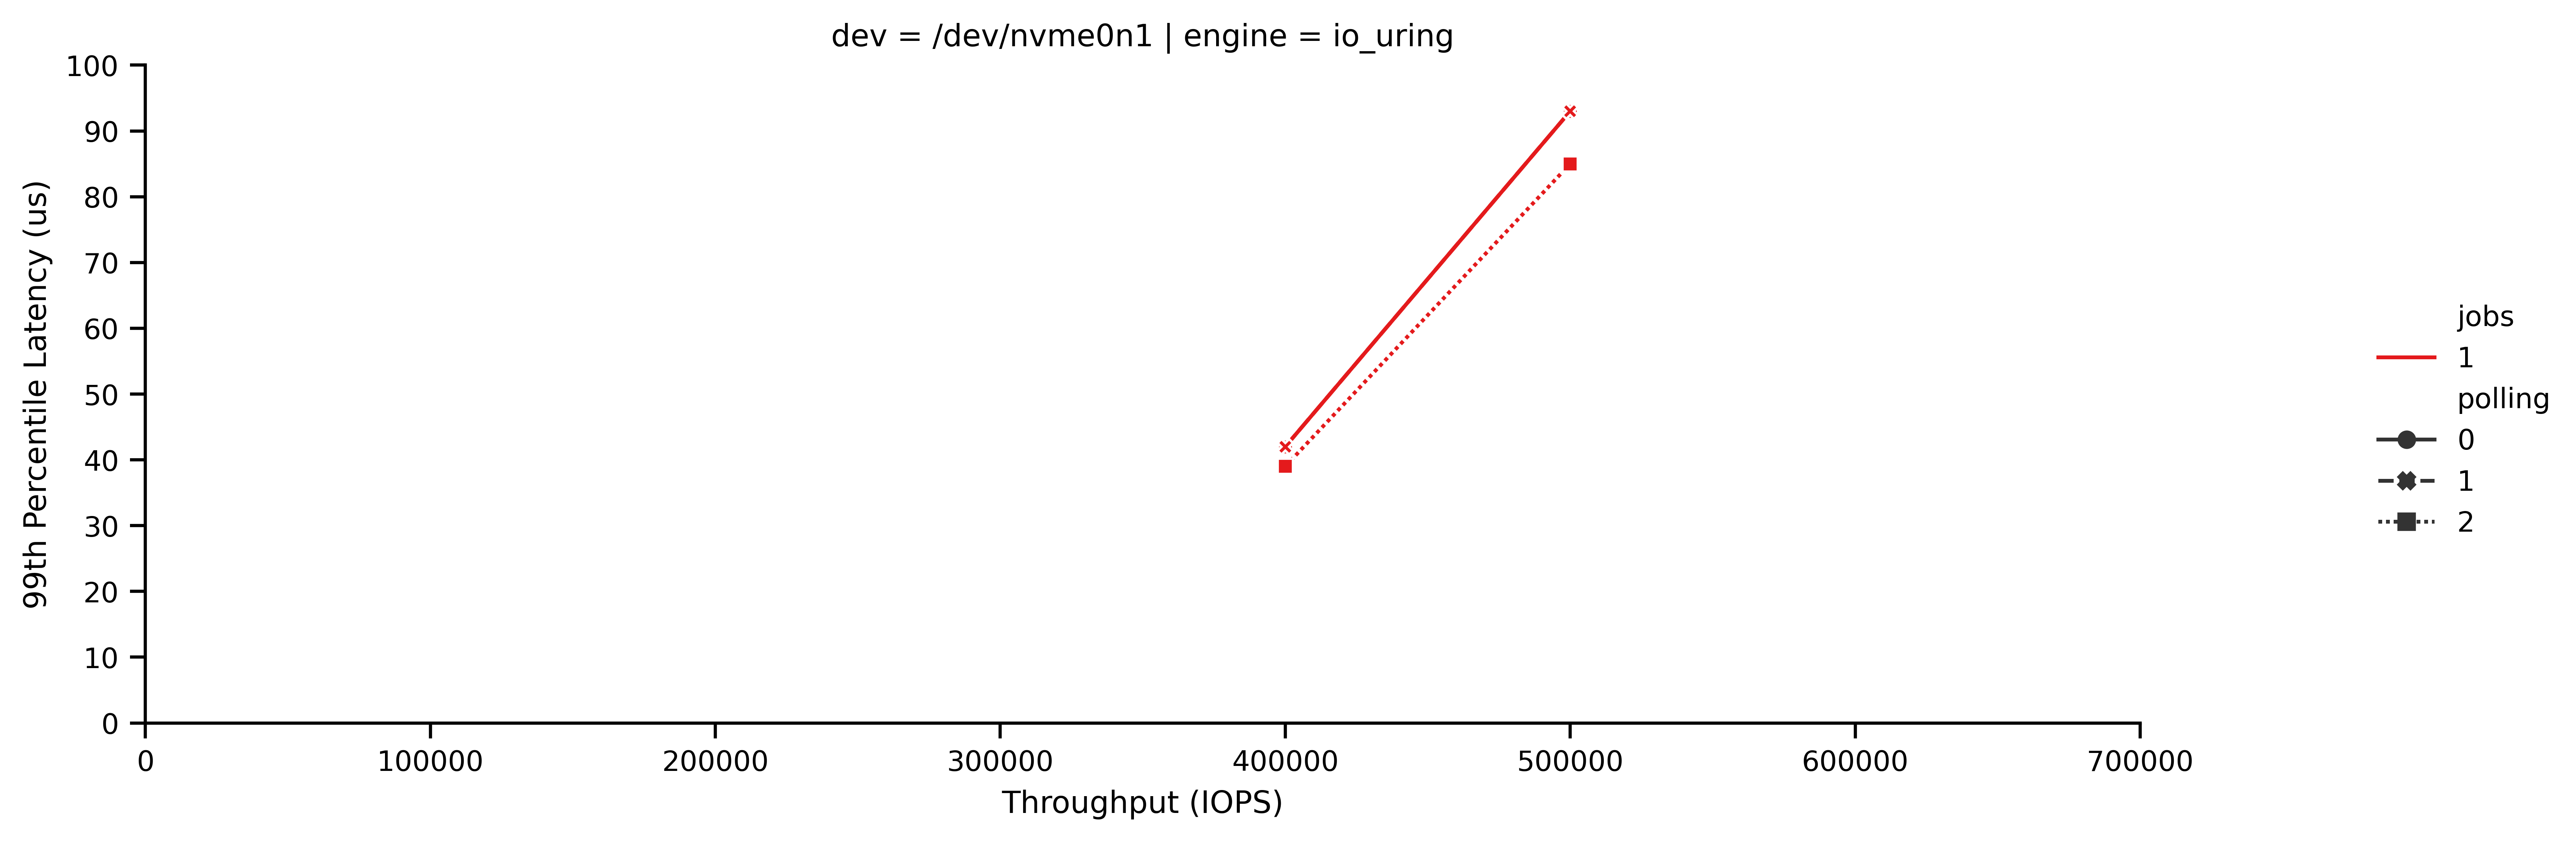 dev = /dev/nvme0n1 | engine = io_uring
99th Percentile Latency (us)
100
90
80
70
60
50
40
30
20
10
0
0 100000 200000 300000 400000 500000 600000 700000
Throughput (IOPS)
jobs
1
polling
0
1
2